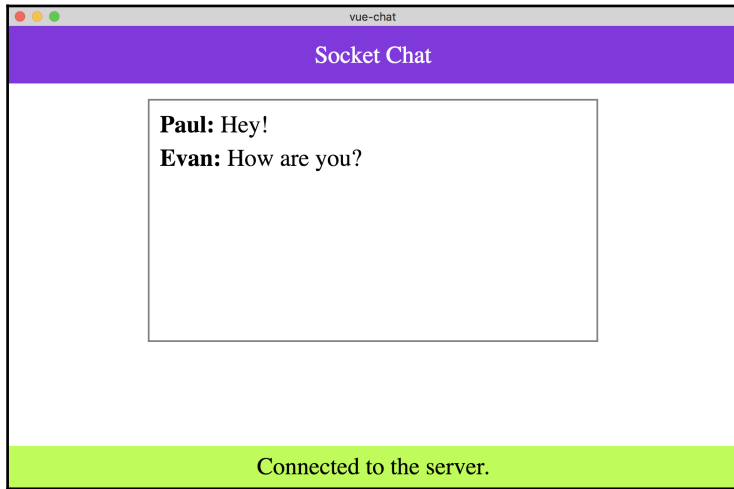 vue-chat
Socket Chat
Paul: Hey!
Evan: How are you?
Connected to the server.